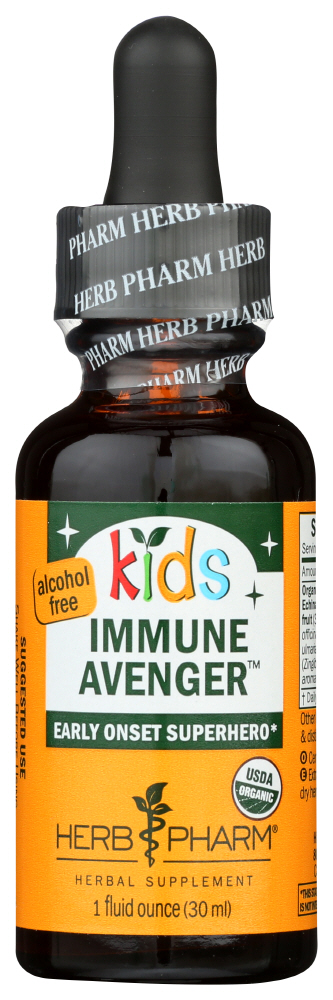 PHARM HERB
HERB PHARM HERB
PHARM HERB PHARM
PHARM HERB
kids
alcohol
free
IMMUNE
AVENGER™
EARLY ONSET SUPERHERO*
USDA
ORGANIC
HERB PHARM®
HERBAL SUPPLEMENT
1 fluid ounce (30 ml)
SUGGESTED USE